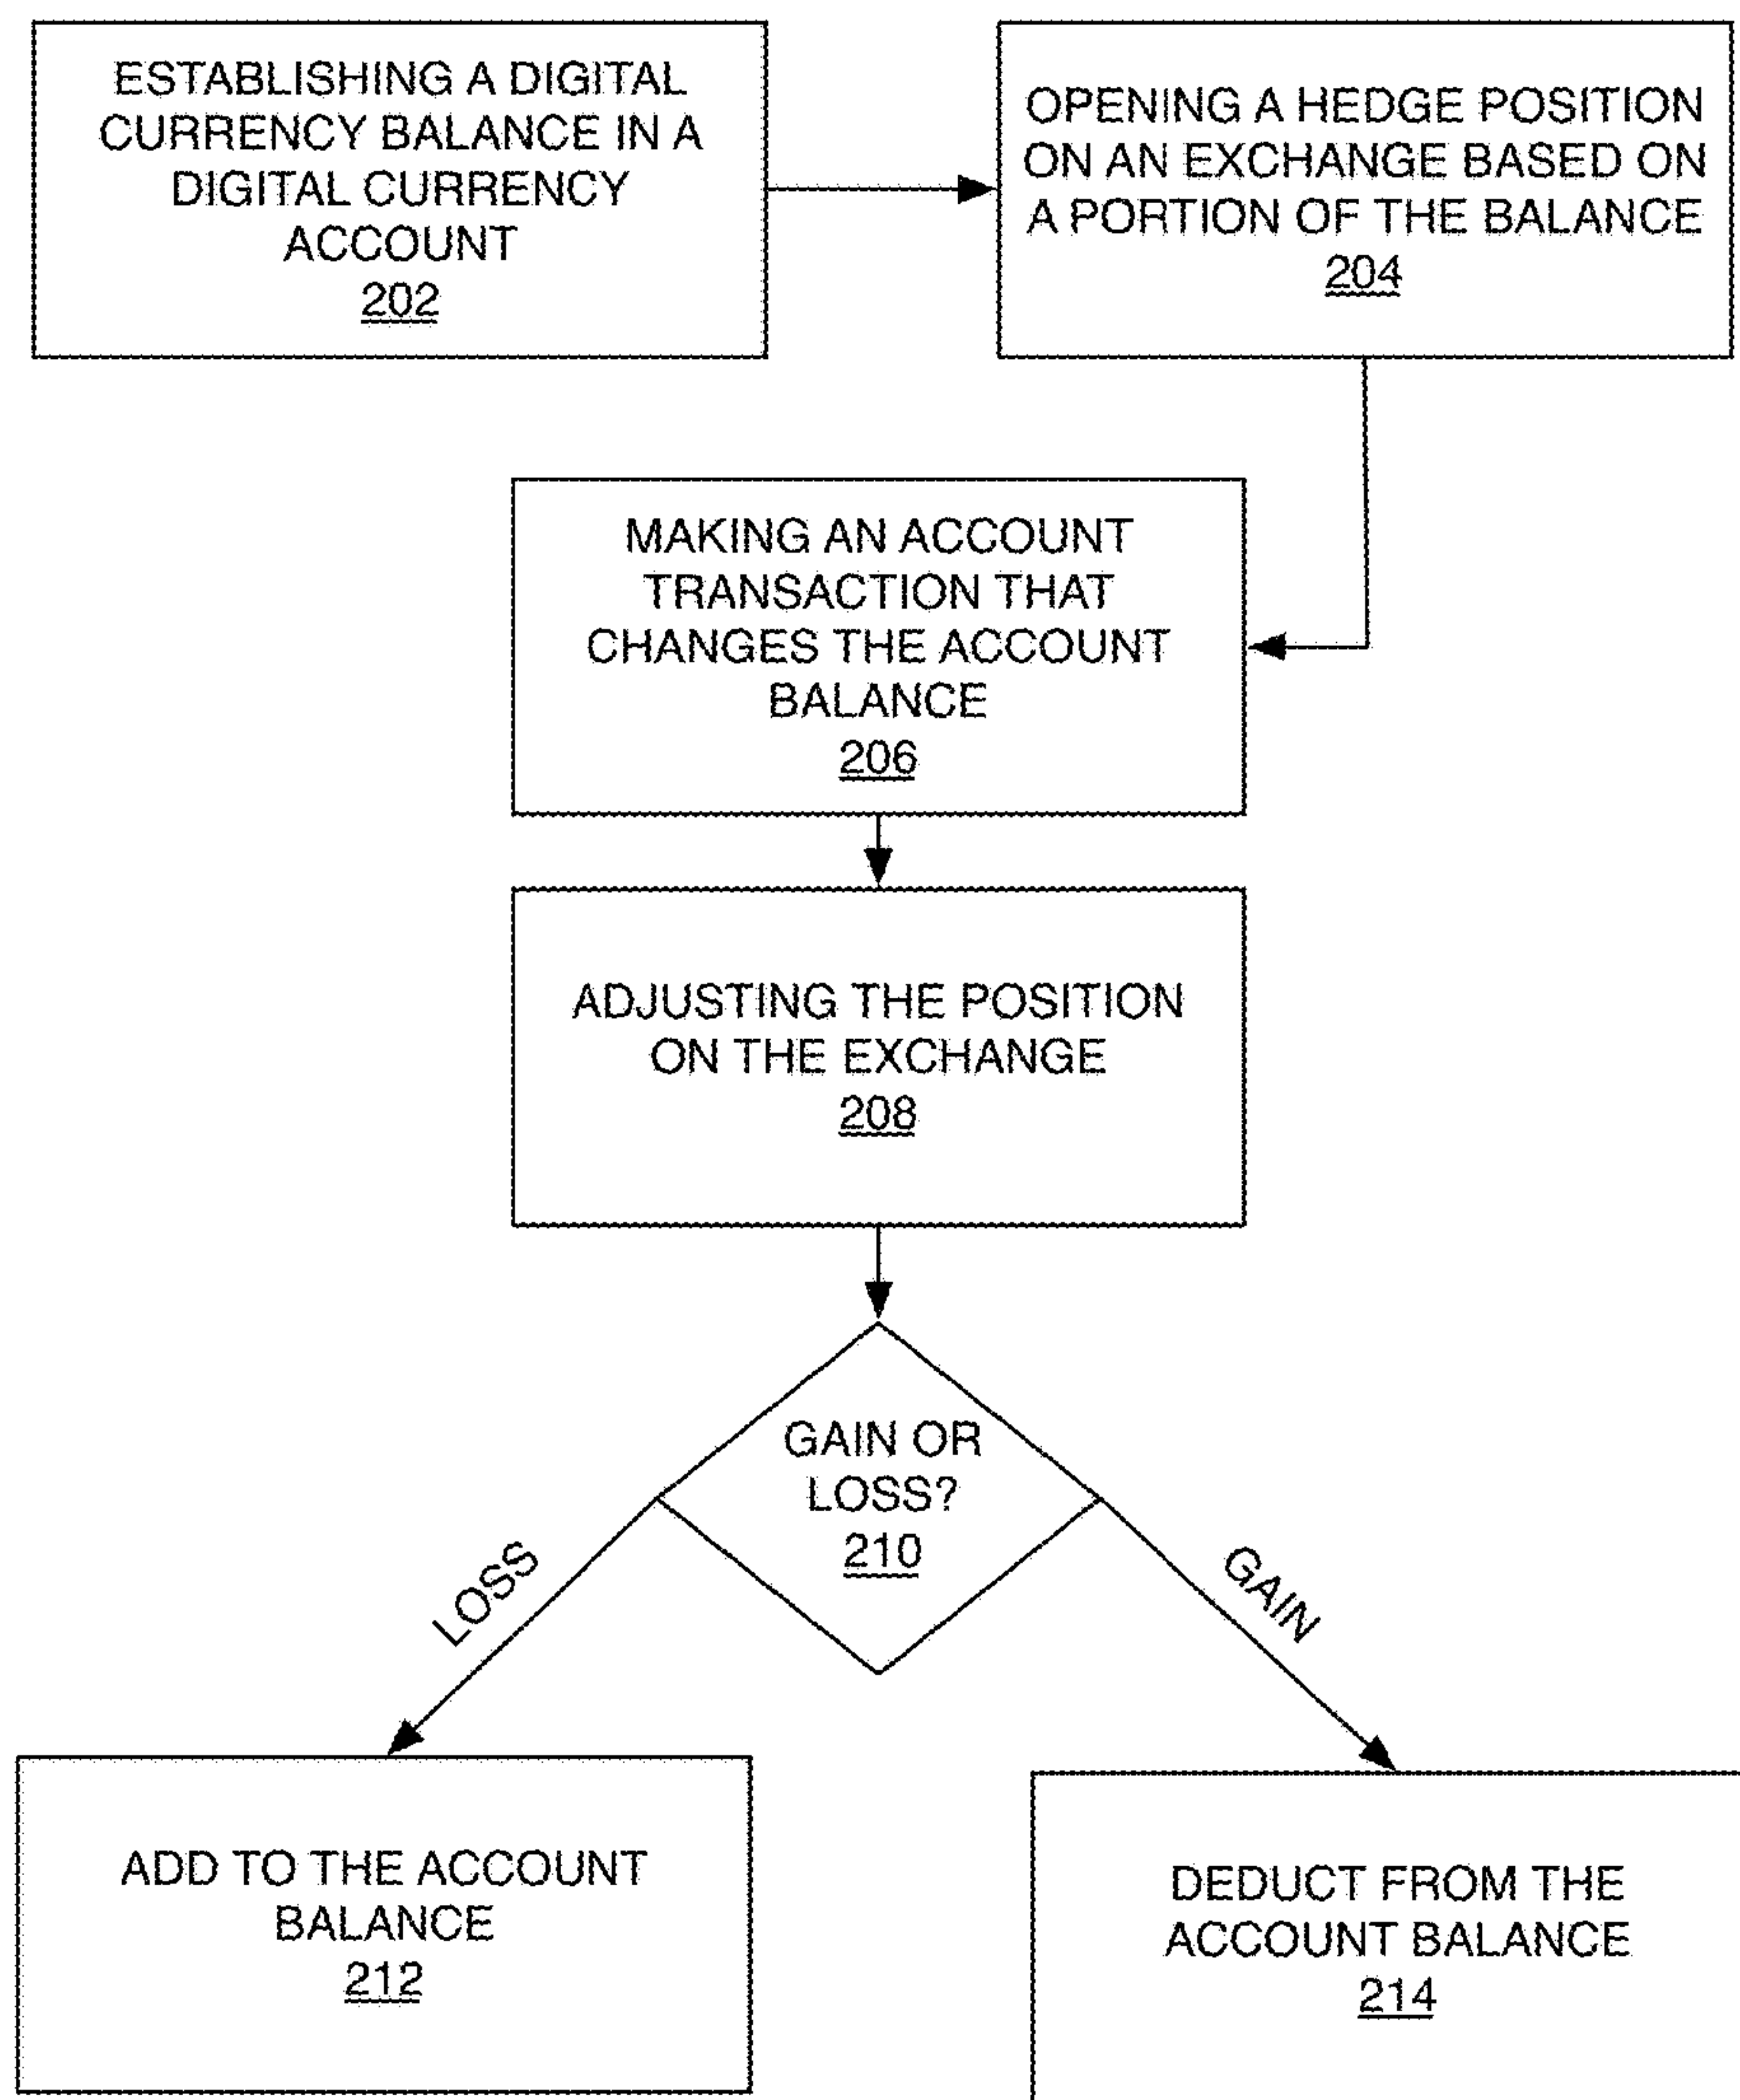 ESTABLISHING A DIGITAL
CURRENCY BALANCE IN A
DIGITAL CURRENCY
ACCOUNT
202
OPENING A HEDGE POSITION
ON AN EXCHANGE BASED ON
A PORTION OF THE BALANCE
204
MAKING AN ACCOUNT
TRANSACTION THAT
CHANGES THE ACCOUNT
BALANCE
206
ADJUSTING THE POSITION
ON THE EXCHANGE
208
GAIN OR
LOSS?
210
LOSS
GAIN
ADD TO THE ACCOUNT
BALANCE
212
DEDUCT FROM THE
ACCOUNT BALANCE
214